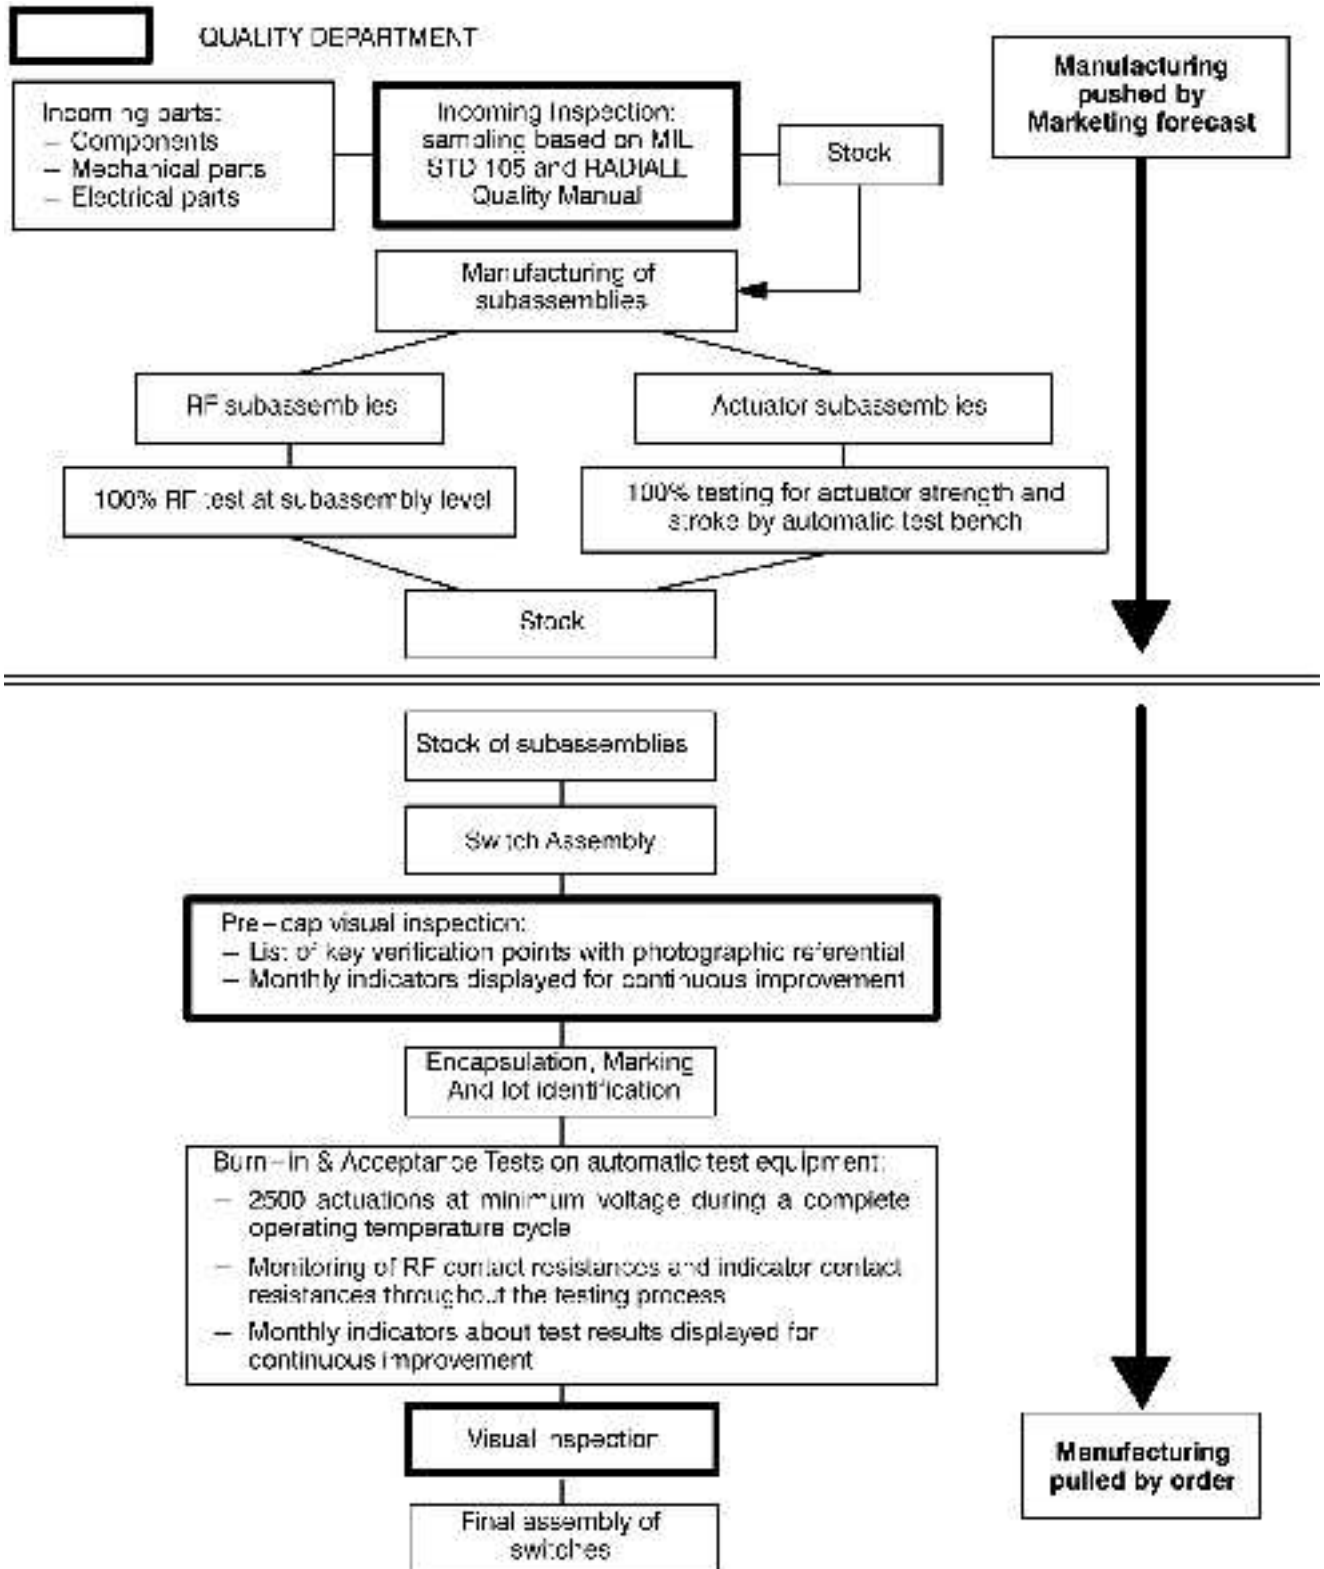 QUALITY DEPARTMENT
Manufacturing
pushed by
Marketing forecast
Incoming parts:
– Components
– Mechanical parts
– Electrical parts
Incoming Inspection:
sampling based on MIL
STD 105 and RADIALL
Quality Manual
Stock
Manufacturing of
subassemblies
RF subassemblies
Actuator subassemblies
100% RF test at subassembly level
100% testing for actuator strength and
stroke by automatic test bench
Stock
Stock of subassemblies
Switch Assembly
Pre–cap visual inspection:
– List of key verification points with photographic referential
– Monthly indicators displayed for continuous improvement
Encapsulation, Marking
And lot identification
Burn–in & Acceptance Tests on automatic test equipment:
– 2500 actuations at minimum voltage during a complete
operating temperature cycle
– Monitoring of RF contact resistances and indicator contact
resistances throughout the testing process
– Monthly indicators about test results displayed for
continuous improvement
Visual inspection
Manufacturing
pulled by order
Final assembly of
switches